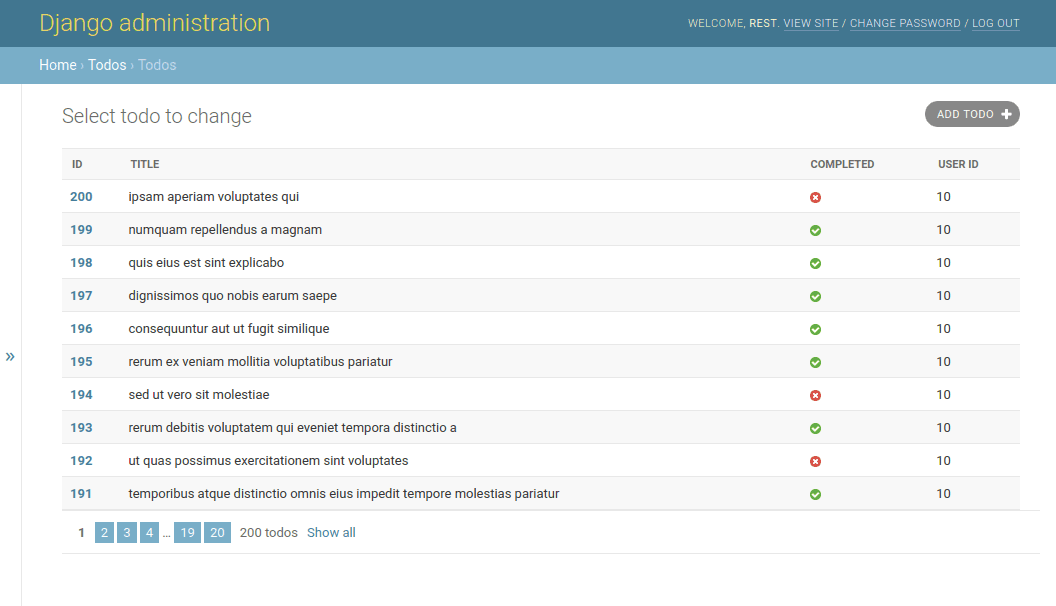 Django administration
WELCOME, REST. VIEW SITE / CHANGE PASSWORD / LOG OUT
Home › Todos › Todos
Select todo to change
ADD TODO +
ID TITLE COMPLETED USER ID
200 ipsam aperiam voluptates qui 10
199 numquam repellendus a magnam 10
198 quis eius est sint explicabo 10
197 dignissimos quo nobis earum saepe 10
196 consequuntur aut ut fugit similique 10
195 rerum ex veniam mollitia voluptatibus pariatur 10
194 sed ut vero sit molestiae 10
193 rerum debitis voluptatem qui eveniet tempora distinctio a 10
192 ut quas possimus exercitationem sint voluptates 10
191 temporibus atque distinctio omnis eius impedit tempore molestias pariatur 10
»
1 2 3 4 ... 19 20 200 todos Show all